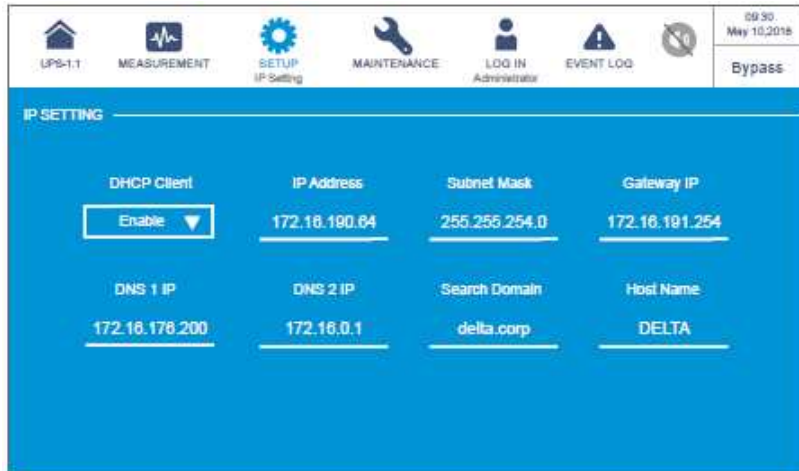 09:30
May 10,2018
UPS-1.1
MEASUREMENT
SETUP
IP Setting
MAINTENANCE
LOG IN
Administrator
EVENT LOG
Bypass
IP SETTING
DHCP Client
IP Address
Subnet Mask
Gateway IP
Enable
172.16.190.64
255.255.254.0
172.16.191.254
DNS 1 IP
DNS 2 IP
Search Domain
Host Name
172.16.176.200
172.16.0.1
delta.corp
DELTA